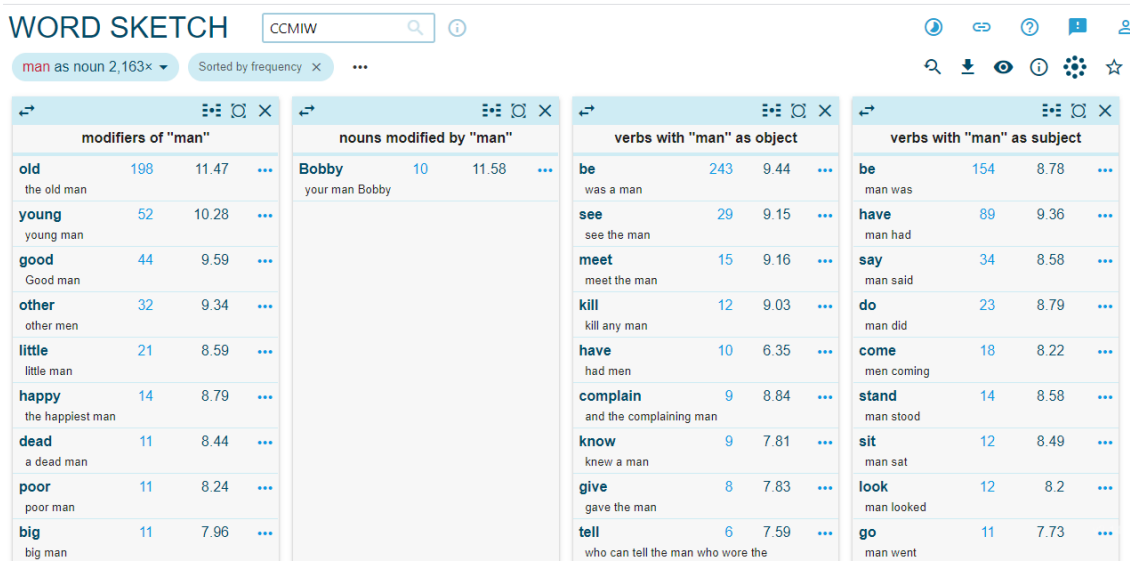 WORD SKETCH CCMIW
man as noun 2,163× Sorted by frequency
modifiers of "man"
old 198 11.47
the old man
young 52 10.28
young man
good 44 9.59
Good man
other 32 9.34
other men
little 21 8.59
little man
happy 14 8.79
the happiest man
dead 11 8.44
a dead man
poor 11 8.24
poor man
big 11 7.96
big man
nouns modified by "man"
Bobby 10 11.58
your man Bobby
verbs with "man" as object
be 243 9.44
was a man
see 29 9.15
see the man
meet 15 9.16
meet the man
kill 12 9.03
kill any man
have 10 6.35
had men
complain 9 8.84
and the complaining man
know 9 7.81
knew a man
give 8 7.83
gave the man
tell 6 7.59
who can tell the man who wore the
verbs with "man" as subject
be 154 8.78
man was
have 89 9.36
man had
say 34 8.58
man said
do 23 8.79
man did
come 18 8.22
men coming
stand 14 8.58
man stood
sit 12 8.49
man sat
look 12 8.2
man looked
go 11 7.73
man went